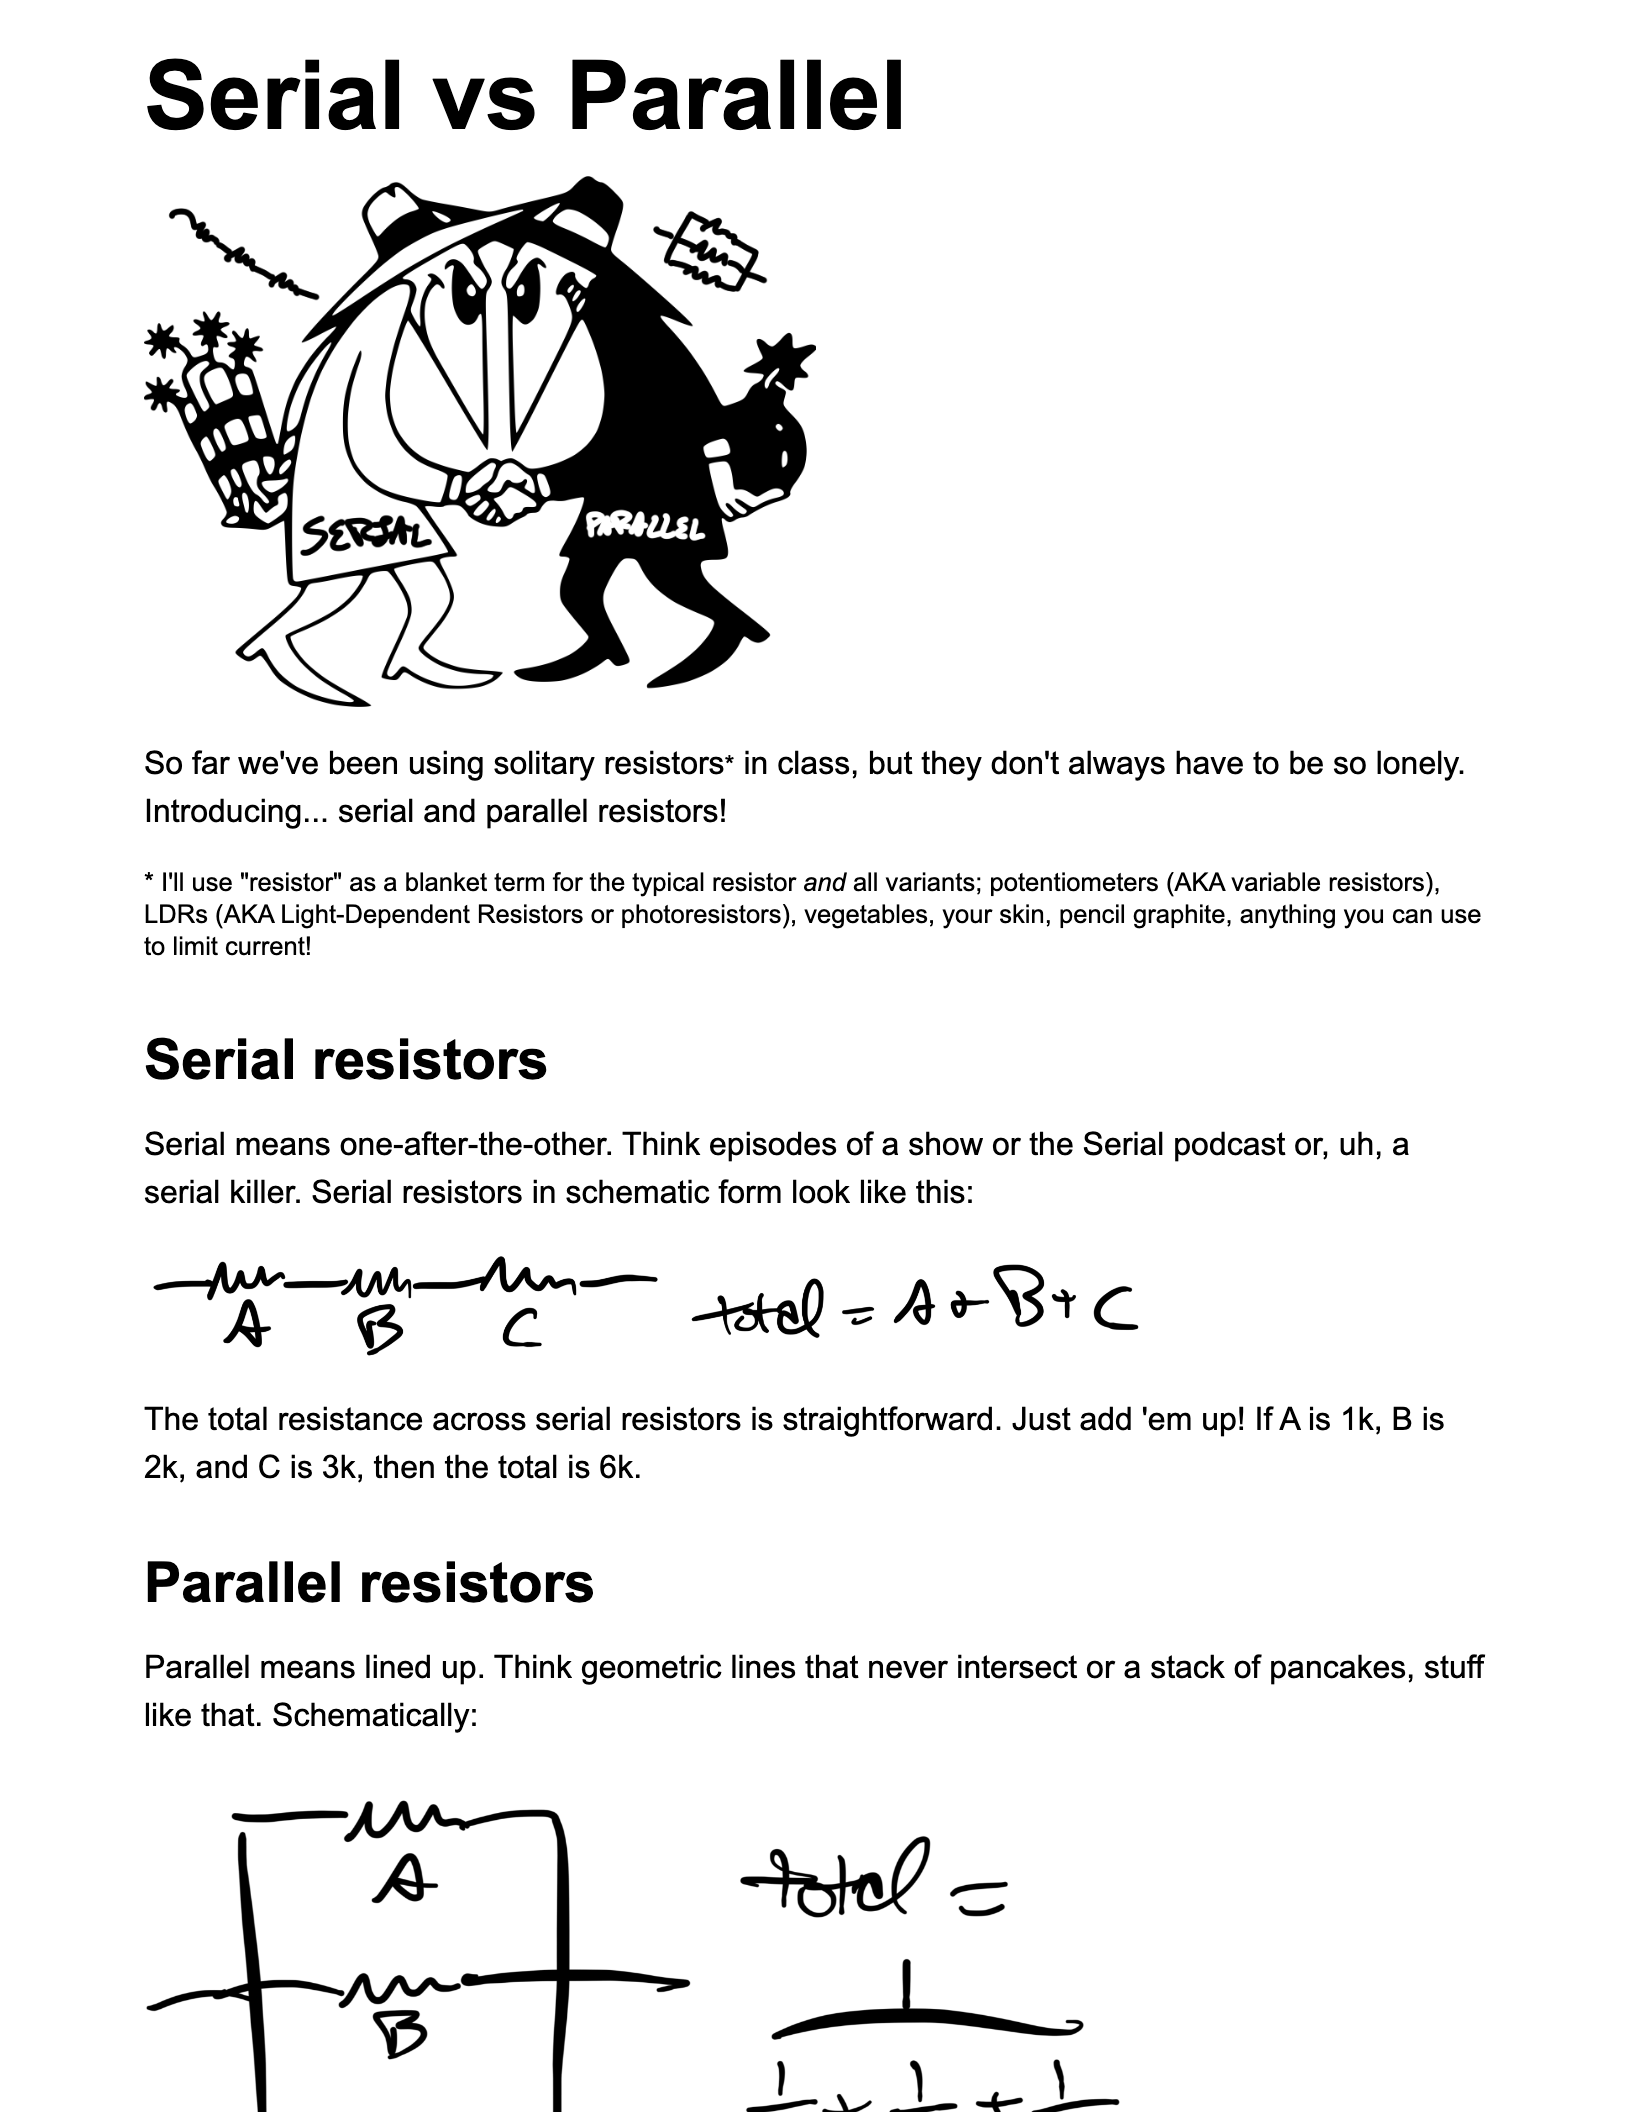 Serial vs Parallel
SERIAL
PARALLEL
So far we've been using solitary resistors* in class, but they don't always have to be so lonely.
Introducing... serial and parallel resistors!
* I'll use "resistor" as a blanket term for the typical resistor and all variants; potentiometers (AKA variable resistors),
LDRs (AKA Light-Dependent Resistors or photoresistors), vegetables, your skin, pencil graphite, anything you can use
to limit current!
Serial resistors
Serial means one-after-the-other. Think episodes of a show or the Serial podcast or, uh, a
serial killer. Serial resistors in schematic form look like this:
A B C total = A + B + C
The total resistance across serial resistors is straightforward. Just add 'em up! If A is 1k, B is
2k, and C is 3k, then the total is 6k.
Parallel resistors
Parallel means lined up. Think geometric lines that never intersect or a stack of pancakes, stuff
like that. Schematically:
A
total =
1
B
1 + 1 + 1